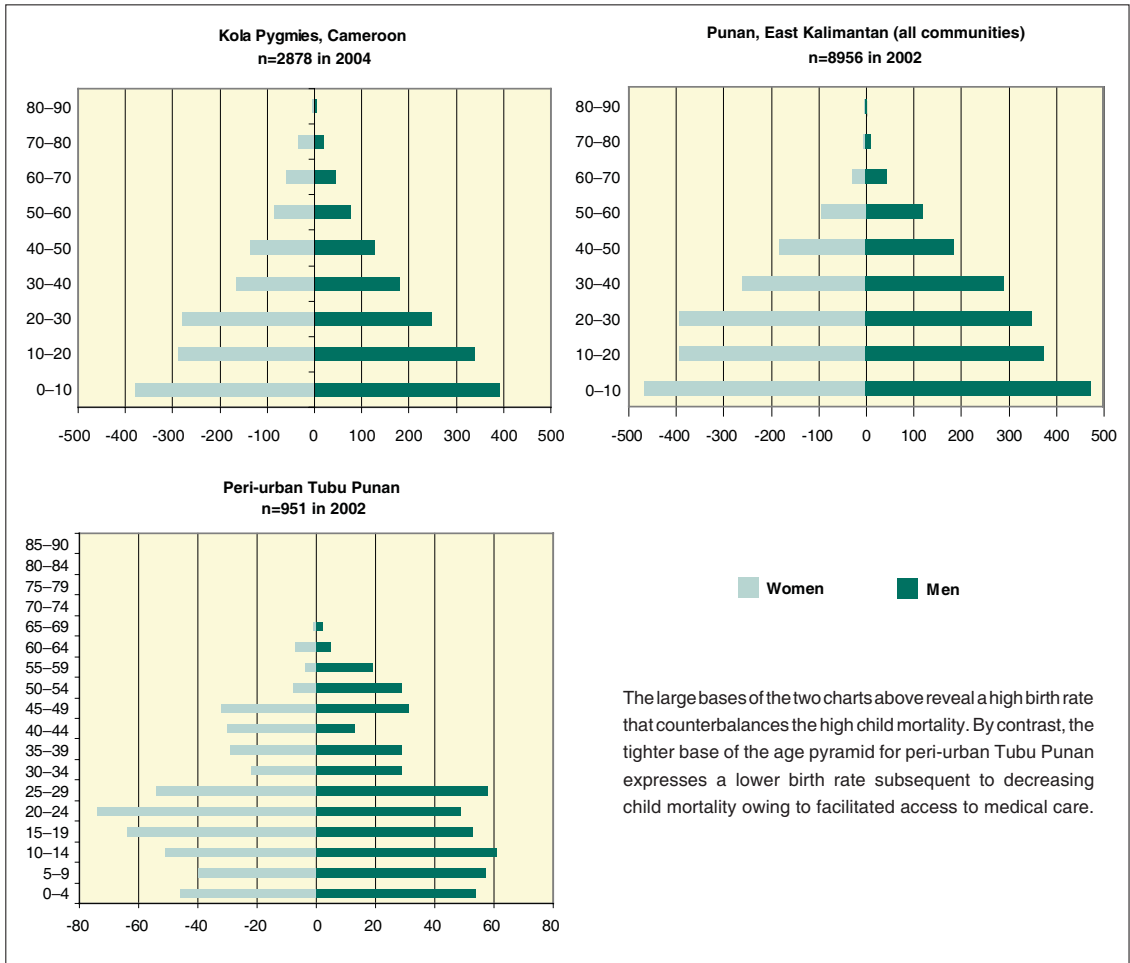 Kola Pygmies, Cameroon
n=2878 in 2004
80–90
70–80
60–70
50–60
40–50
30–40
20–30
10–20
0–10
-500 -400 -300 -200 -100 0 100 200 300 400 500
Punan, East Kalimantan (all communities)
n=8956 in 2002
80–90
70–80
60–70
50–60
40–50
30–40
20–30
10–20
0–10
-500 -400 -300 -200 -100 0 100 200 300 400 500
Peri-urban Tubu Punan
n=951 in 2002
85–90
80–84
75–79
70–74
65–69
60–64
55–59
50–54
45–49
40–44
35–39
30–34
25–29
20–24
15–19
10–14
5–9
0–4
-80 -60 -40 -20 0 20 40 60 80
Women Men
The large bases of the two charts above reveal a high birth rate
that counterbalances the high child mortality. By contrast, the
tighter base of the age pyramid for peri-urban Tubu Punan
expresses a lower birth rate subsequent to decreasing
child mortality owing to facilitated access to medical care.